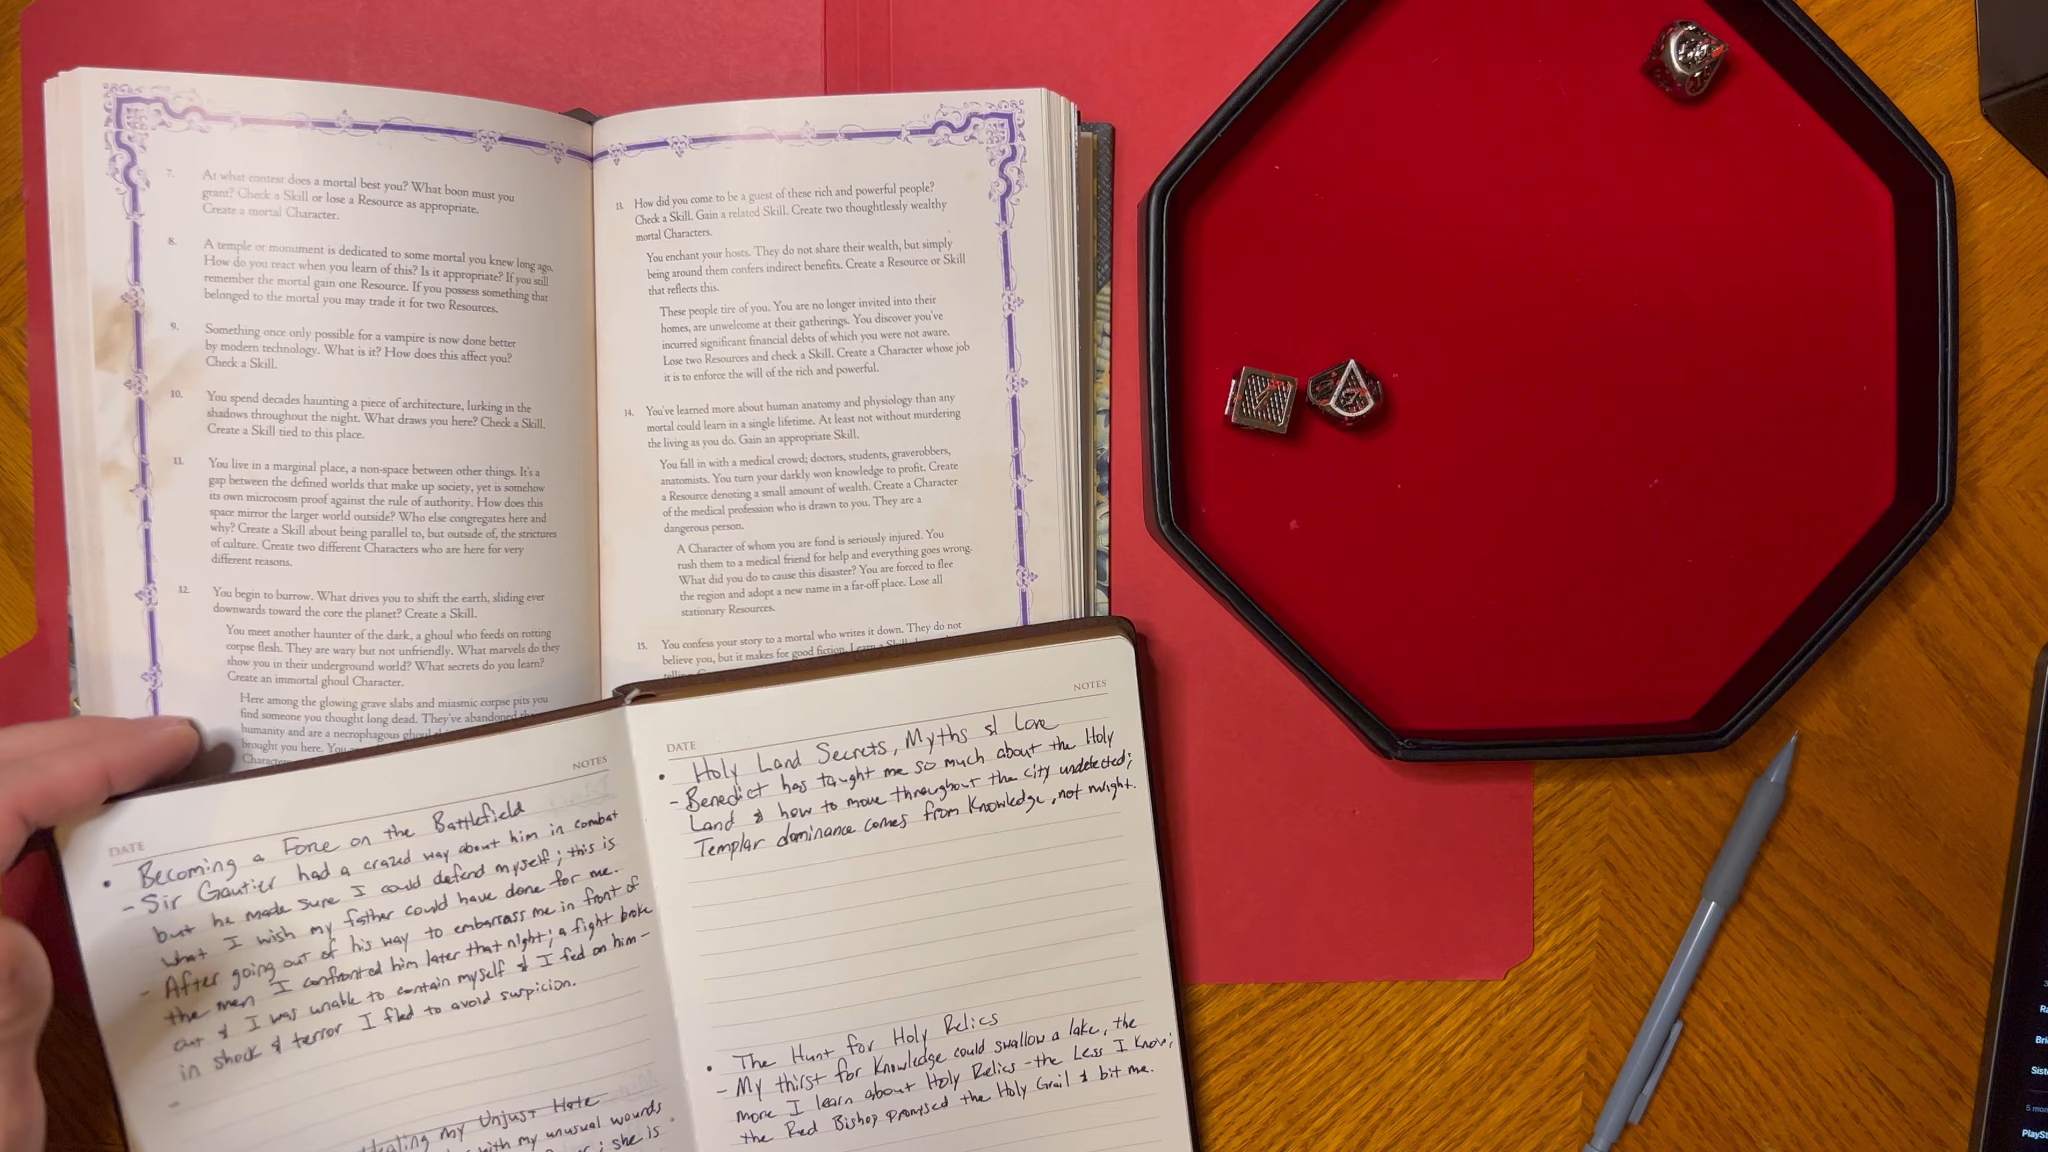 7. At what contest does a mortal best you? What boon must you
grant? Check a Skill or lose a Resource as appropriate.
Create a mortal Character.
8. A temple or monument is dedicated to some mortal you knew long ago.
How do you react when you learn of this? Is it appropriate? If you still
remember the mortal gain one Resource. If you possess something that
belonged to the mortal you may trade it for two Resources.
9. Something once only possible for a vampire is now done better
by modern technology. What is it? How does this affect you?
Check a Skill.
10. You spend decades haunting a piece of architecture, lurking in the
shadows throughout the night. What draws you here? Check a Skill.
Create a Skill tied to this place.
11. You live in a marginal place, a non-space between other things. It's a
gap between the defined worlds that make up society, yet is somehow
its own microcosm proof against the rule of authority. How does this
space mirror the larger world outside? Who else congregates here and
why? Create a Skill about being parallel to, but outside of, the strictures
of culture. Create two different Characters who are here for very
different reasons.
12. You begin to burrow. What drives you to shift the earth, sliding ever
downwards toward the core the planet? Create a Skill.
You meet another haunter of the dark, a ghoul who feeds on rotting
corpse flesh. They are wary but not unfriendly. What marvels do they
show you in their underground world? What secrets do you learn?
Create an immortal ghoul Character.
Here among the glowing grave slabs and miasmic corpse pits you
find someone you thought long dead. They've abandoned
humanity and are a necrophagous
brought you here. You
13. How did you come to be a guest of these rich and powerful people?
Check a Skill. Gain a related Skill. Create two thoughtlessly wealthy
mortal Characters.
You enchant your hosts. They do not share their wealth, but simply
being around them confers indirect benefits. Create a Resource or Skill
that reflects this.
These people tire of you. You are no longer invited into their
homes, are unwelcome at their gatherings. You discover you've
incurred significant financial debts of which you were not aware.
Lose two Resources and check a Skill. Create a Character whose job
it is to enforce the will of the rich and powerful.
14. You've learned more about human anatomy and physiology than any
mortal could learn in a single lifetime. At least not without murdering
the living as you do. Gain an appropriate Skill.
You fall in with a medical crowd; doctors, students, graverobbers,
anatomists. You turn your darkly won knowledge to profit. Create
a Resource denoting a small amount of wealth. Create a Character
of the medical profession who is drawn to you. They are a
dangerous person.
A Character of whom you are fond is seriously injured. You
rush them to a medical friend for help and everything goes wrong.
What did you do to cause this disaster? You are forced to flee
the region and adopt a new name in a far-off place. Lose all
stationary Resources.
15. You confess your story to a mortal who writes it down. They do not
believe you, but it makes for good fiction.
NOTES
DATE
• Becoming a Force on the Battlefield
- Sir Gautier had a crazed way about him in combat
but he made sure I could defend myself; this is
what I wish my father could have done for me.
- After going out of his way to embarrass me in front of
the men I confronted him later that night; a fight broke
out & I was unable to contain myself & I fed on him -
in shock & terror I fled to avoid suspicion.
Healing my Unjust Hate
with my unusual wounds
; she is
NOTES
DATE
• Holy Land Secrets, Myths & Lore
- Benedict has taught me so much about the Holy
Land & how to move throughout the city undetected;
Templar dominance comes from Knowledge, not might.
• The Hunt for Holy Relics
- My thirst for Knowledge could swallow a lake, the
more I learn about Holy Relics - the Less I Know;
the Red Bishop promised the Holy Grail & bit me.